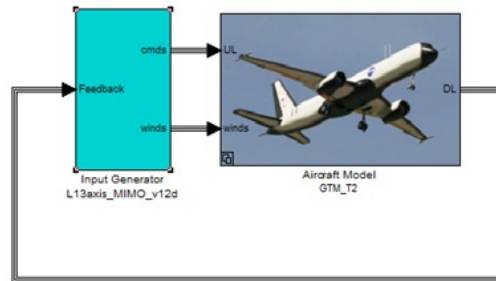 cmds
UL
Feedback
DL
winds
winds
Input Generator
L13axis_MIMO_v12d
Aircraft Model
GTM_T2